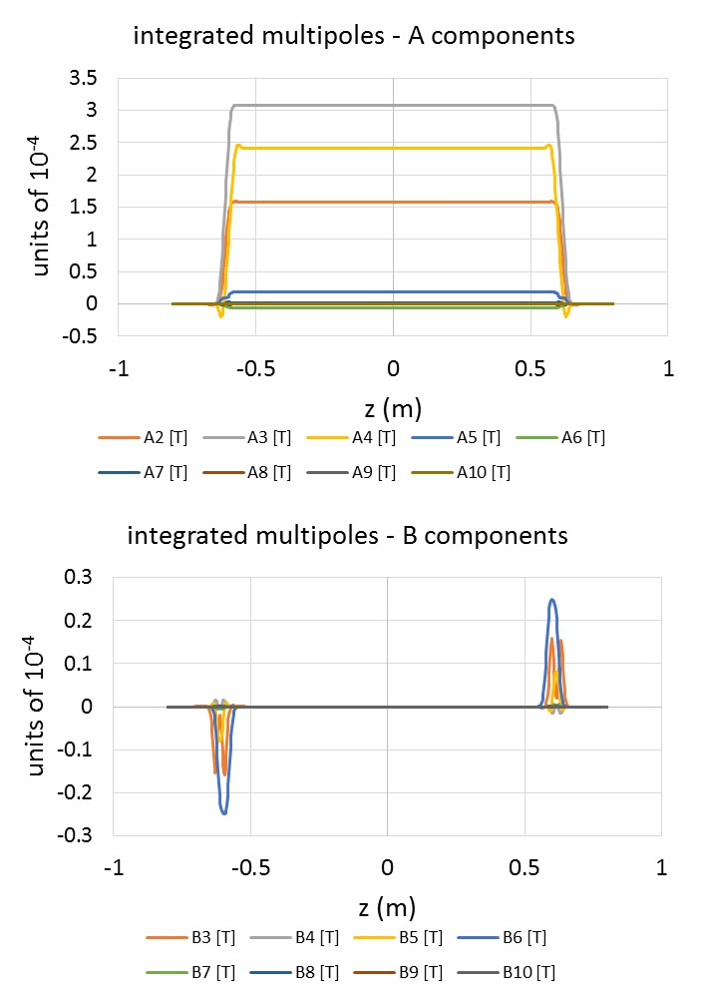 integrated multipoles - A components
3.5
3
2.5
2
1.5
1
0.5
0
-0.5
units of 10⁻⁴
-1 -0.5 0 0.5 1
z (m)
A2 [T] A3 [T] A4 [T] A5 [T] A6 [T]
A7 [T] A8 [T] A9 [T] A10 [T]
integrated multipoles - B components
0.3
0.2
0.1
0
-0.1
-0.2
-0.3
units of 10⁻⁴
-1 -0.5 0 0.5 1
z (m)
B3 [T] B4 [T] B5 [T] B6 [T]
B7 [T] B8 [T] B9 [T] B10 [T]